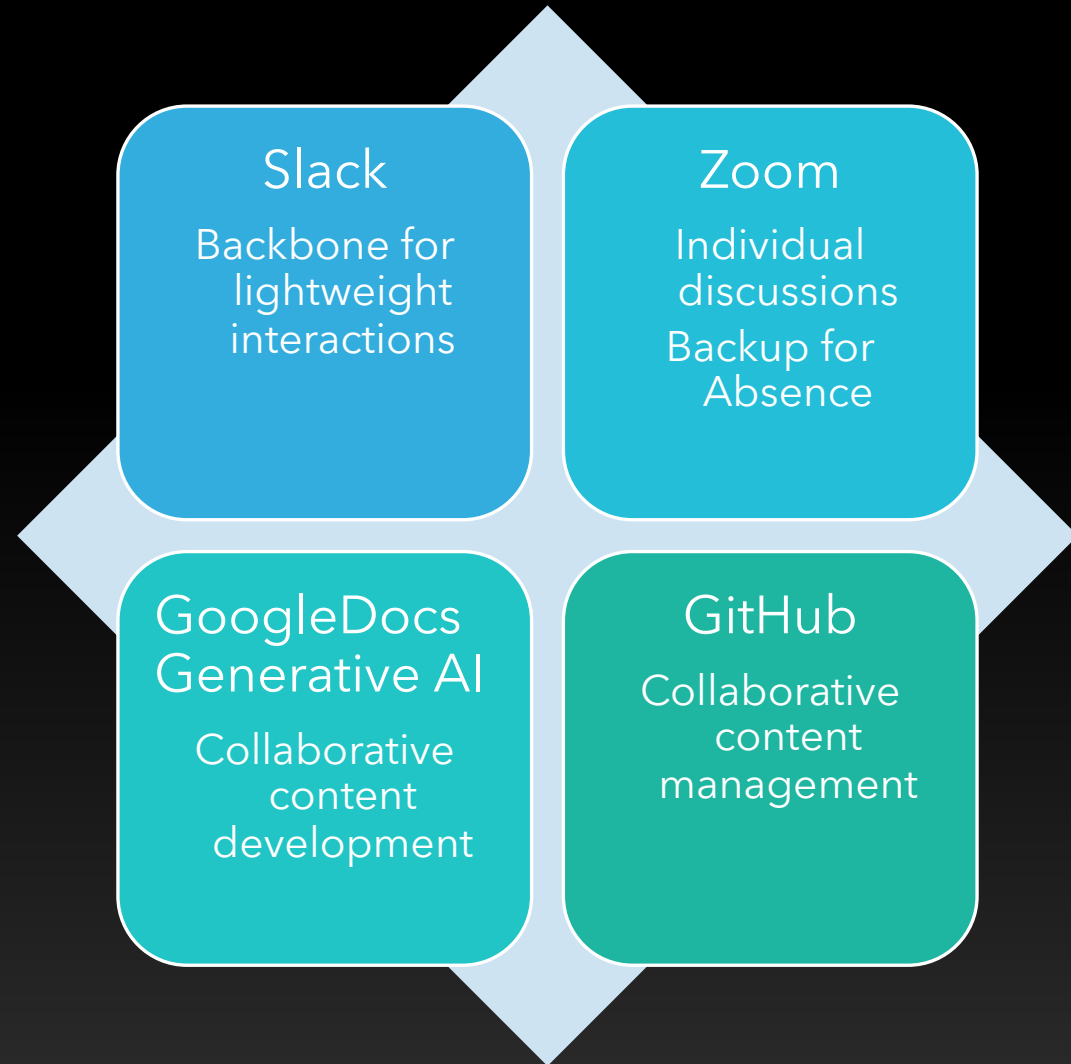 Slack
Backbone for
lightweight
interactions
Zoom
Individual
discussions
Backup for
Absence
GoogleDocs
Generative AI
Collaborative
content
development
GitHub
Collaborative
content
management